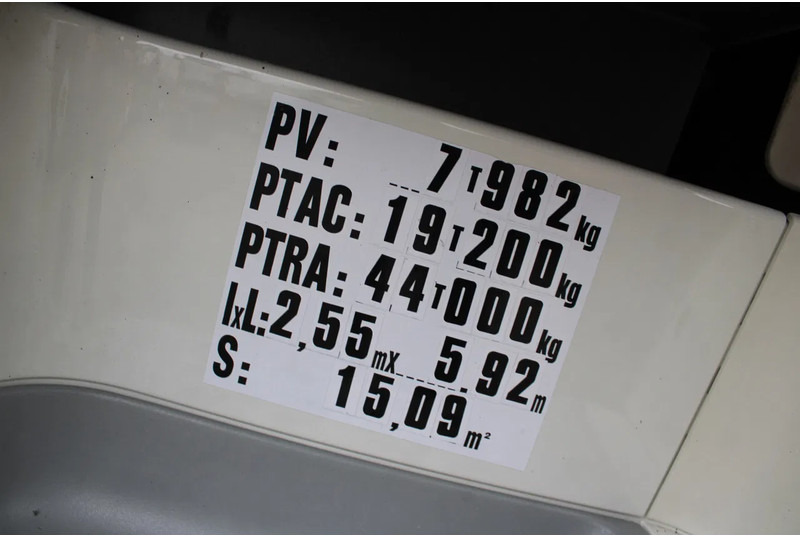 PV: 7T982kg
PTAC: 19T200kg
PTRA: 44T000kg
lxL:2,55mX 5.92m
S: 15,09m²